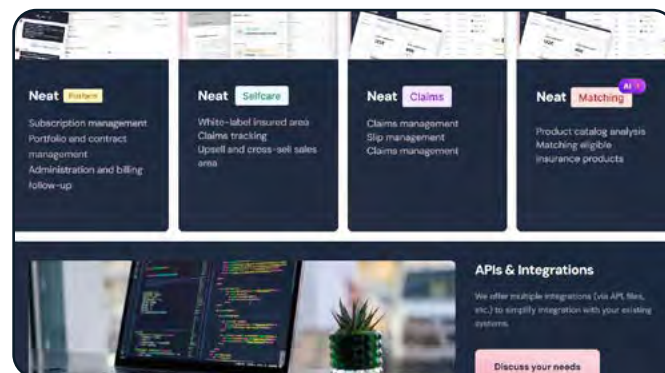 Neat Platform
Subscription management
Portfolio and contract
management
Administration and billing
follow-up
Neat Selfcare
White-label insured area
Claims tracking
Upsell and cross-sell sales
area
Neat Claims
Claims management
Slip management
Claims management
Neat Matching
AI
Product catalog analysis
Matching eligible
insurance products
APIs & Integrations
We offer multiple integrations (via API, files,
etc.) to simplify integration with your existing
systems.
Discuss your needs